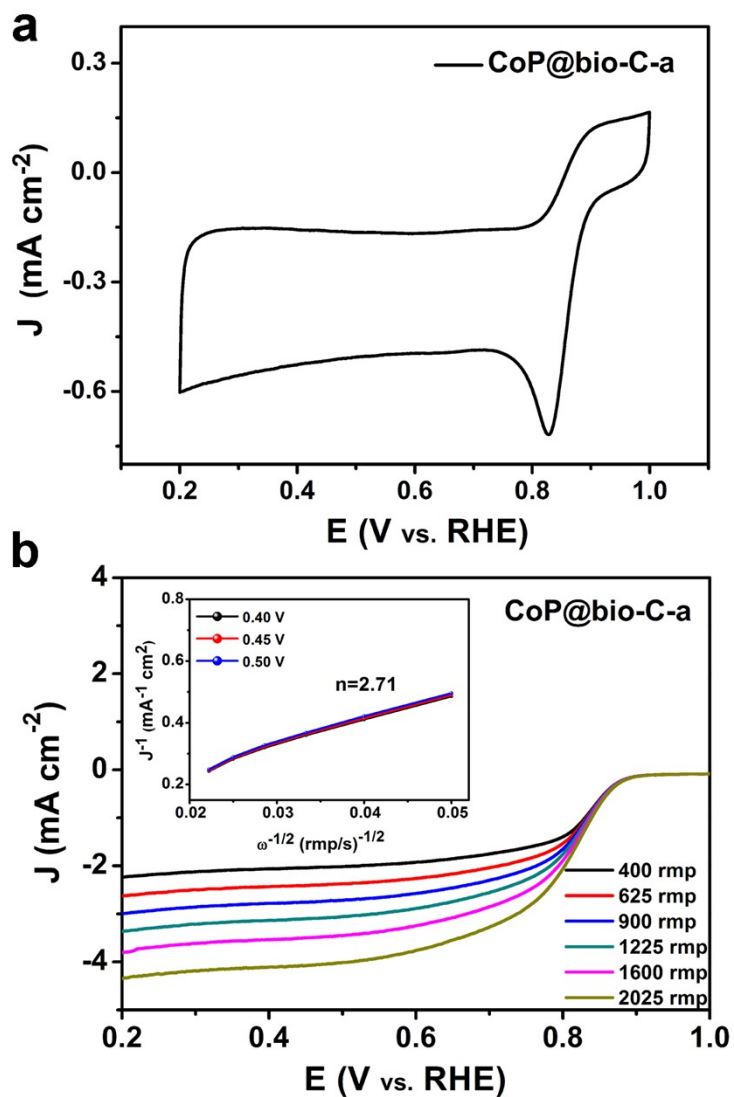 a
CoP@bio-C-a
0.3
0.0
-0.3
-0.6
J (mA cm-2)
0.2 0.4 0.6 0.8 1.0
E (V vs. RHE)
b
CoP@bio-C-a
4
2
0
-2
-4
J (mA cm-2)
0.8
0.6
0.4
0.2
J-1 (mA-1 cm2)
0.40 V
0.45 V
0.50 V
n=2.71
0.02 0.03 0.04 0.05
ω-1/2 (rmp/s)-1/2
400 rmp
625 rmp
900 rmp
1225 rmp
1600 rmp
2025 rmp
0.2 0.4 0.6 0.8 1.0
E (V vs. RHE)